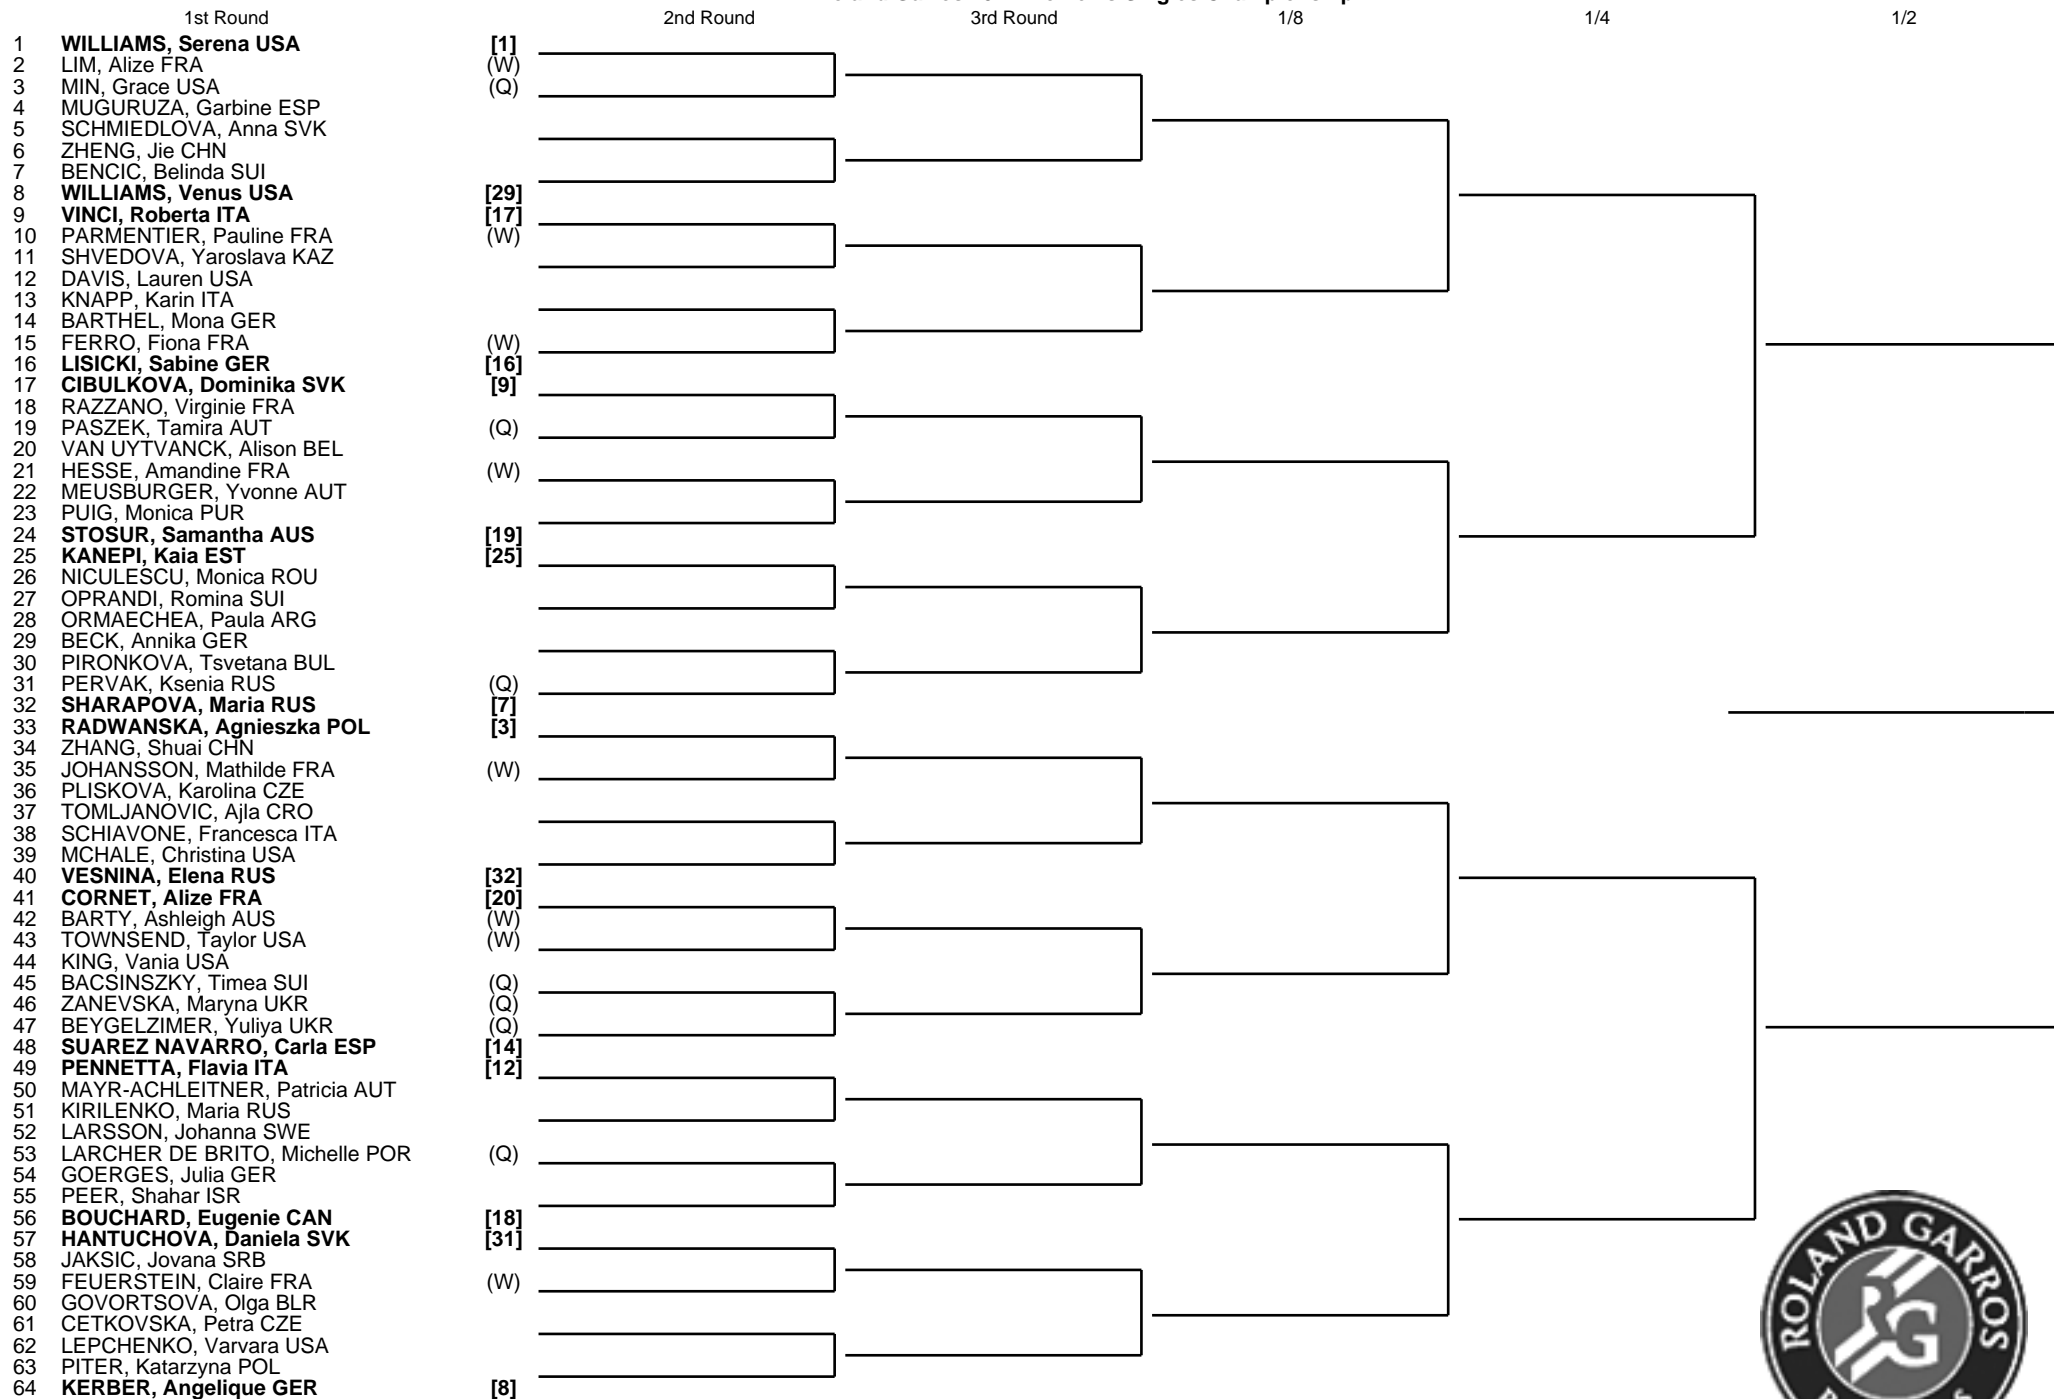 1st Round 2nd Round 3rd Round 1/8 1/4 1/2
1 WILLIAMS, Serena USA [1]
2 LIM, Alize FRA (W)
3 MIN, Grace USA (Q)
4 MUGURUZA, Garbine ESP
5 SCHMIEDLOVA, Anna SVK
6 ZHENG, Jie CHN
7 BENCIC, Belinda SUI
8 WILLIAMS, Venus USA [29]
9 VINCI, Roberta ITA [17]
10 PARMENTIER, Pauline FRA (W)
11 SHVEDOVA, Yaroslava KAZ
12 DAVIS, Lauren USA
13 KNAPP, Karin ITA
14 BARTHEL, Mona GER
15 FERRO, Fiona FRA (W)
16 LISICKI, Sabine GER [16]
17 CIBULKOVA, Dominika SVK [9]
18 RAZZANO, Virginie FRA
19 PASZEK, Tamira AUT (Q)
20 VAN UYTVANCK, Alison BEL
21 HESSE, Amandine FRA (W)
22 MEUSBURGER, Yvonne AUT
23 PUIG, Monica PUR
24 STOSUR, Samantha AUS [19]
25 KANEPI, Kaia EST [25]
26 NICULESCU, Monica ROU
27 OPRANDI, Romina SUI
28 ORMAECHEA, Paula ARG
29 BECK, Annika GER
30 PIRONKOVA, Tsvetana BUL
31 PERVAK, Ksenia RUS (Q)
32 SHARAPOVA, Maria RUS [7]
33 RADWANSKA, Agnieszka POL [3]
34 ZHANG, Shuai CHN
35 JOHANSSON, Mathilde FRA (W)
36 PLISKOVA, Karolina CZE
37 TOMLJANOVIC, Ajla CRO
38 SCHIAVONE, Francesca ITA
39 MCHALE, Christina USA
40 VESNINA, Elena RUS [32]
41 CORNET, Alize FRA [20]
42 BARTY, Ashleigh AUS (W)
43 TOWNSEND, Taylor USA (W)
44 KING, Vania USA
45 BACSINSZKY, Timea SUI (Q)
46 ZANEVSKA, Maryna UKR (Q)
47 BEYGELZIMER, Yuliya UKR (Q)
48 SUAREZ NAVARRO, Carla ESP [14]
49 PENNETTA, Flavia ITA [12]
50 MAYR-ACHLEITNER, Patricia AUT
51 KIRILENKO, Maria RUS
52 LARSSON, Johanna SWE
53 LARCHER DE BRITO, Michelle POR (Q)
54 GOERGES, Julia GER
55 PEER, Shahar ISR
56 BOUCHARD, Eugenie CAN [18]
57 HANTUCHOVA, Daniela SVK [31]
58 JAKSIC, Jovana SRB
59 FEUERSTEIN, Claire FRA (W)
60 GOVORTSOVA, Olga BLR
61 CETKOVSKA, Petra CZE
62 LEPCHENKO, Varvara USA
63 PITER, Katarzyna POL
64 KERBER, Angelique GER [8]
ROLAND GARROS
RG